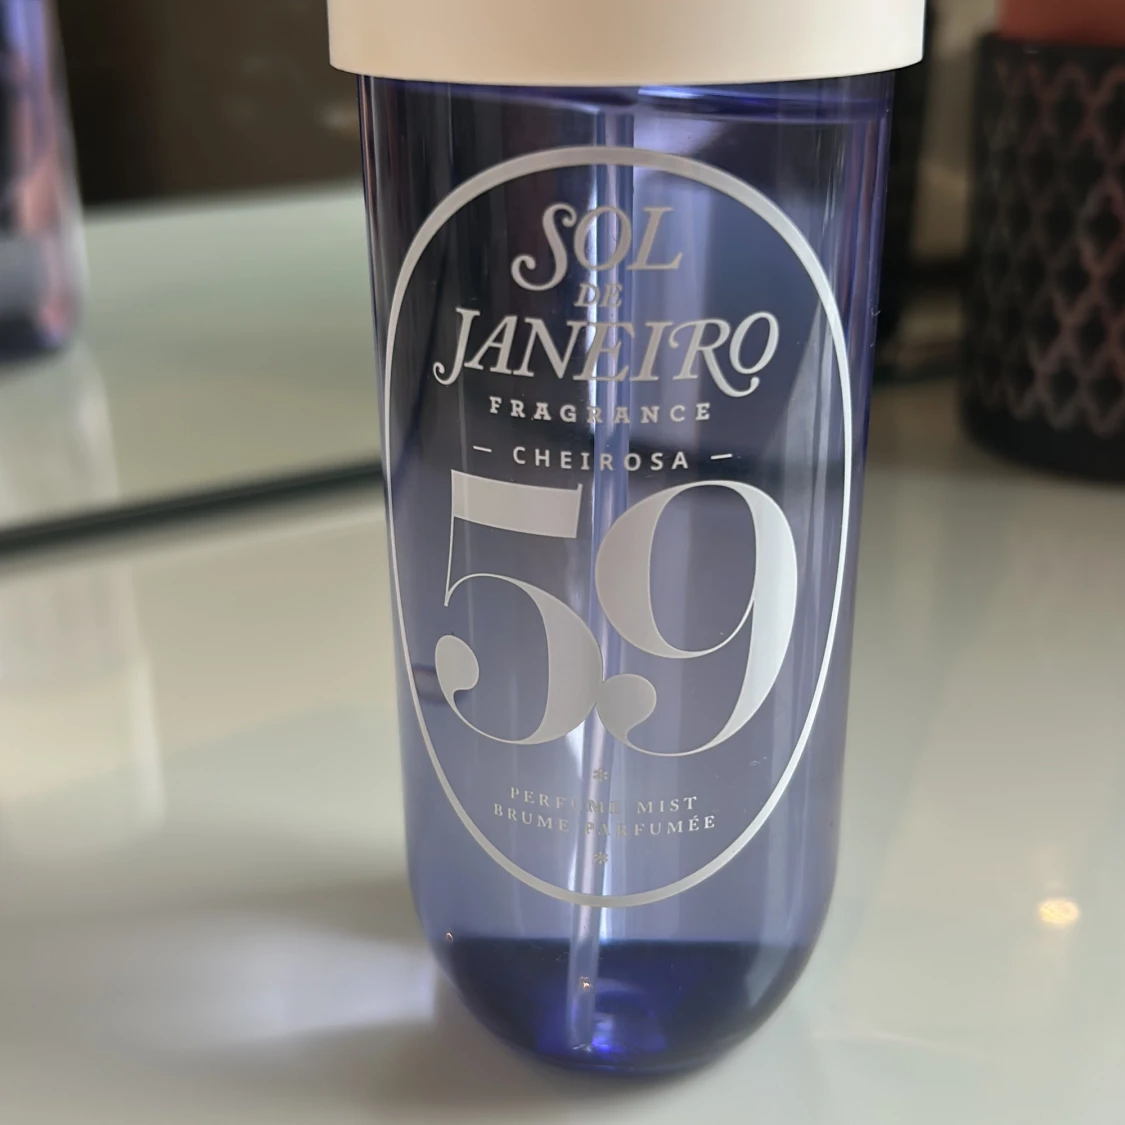 SOL
DE
JANEIRO
FRAGRANCE
— CHEIROSA —
59
PERFUME MIST
BRUME PARFUMÉE